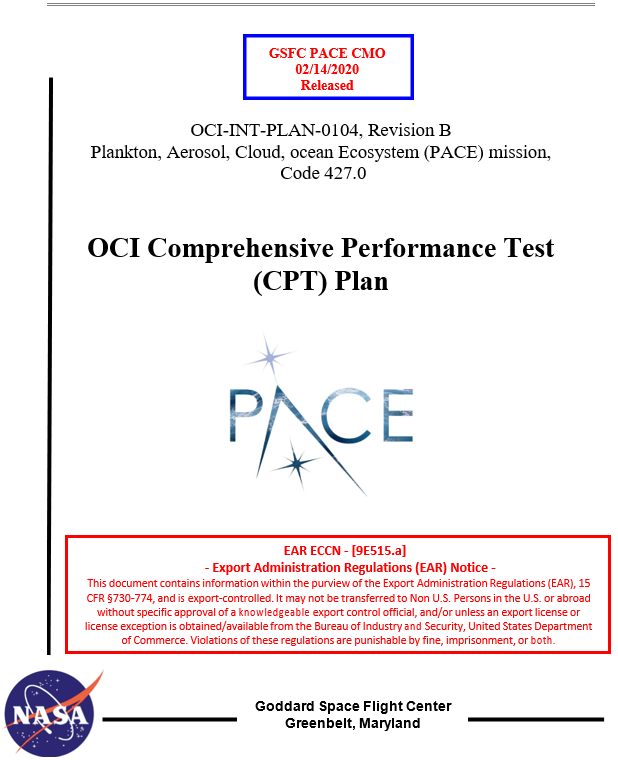 GSFC PACE CMO
02/14/2020
Released
OCI-INT-PLAN-0104, Revision B
Plankton, Aerosol, Cloud, ocean Ecosystem (PACE) mission,
Code 427.0
OCI Comprehensive Performance Test
(CPT) Plan
PACE
EAR ECCN - [9E515.a]
- Export Administration Regulations (EAR) Notice -
This document contains information within the purview of the Export Administration Regulations (EAR), 15
CFR §730-774, and is export-controlled. It may not be transferred to Non U.S. Persons in the U.S. or abroad
without specific approval of a knowledgeable export control official, and/or unless an export license or
license exception is obtained/available from the Bureau of Industry and Security, United States Department
of Commerce. Violations of these regulations are punishable by fine, imprisonment, or both.
NASA
Goddard Space Flight Center
Greenbelt, Maryland